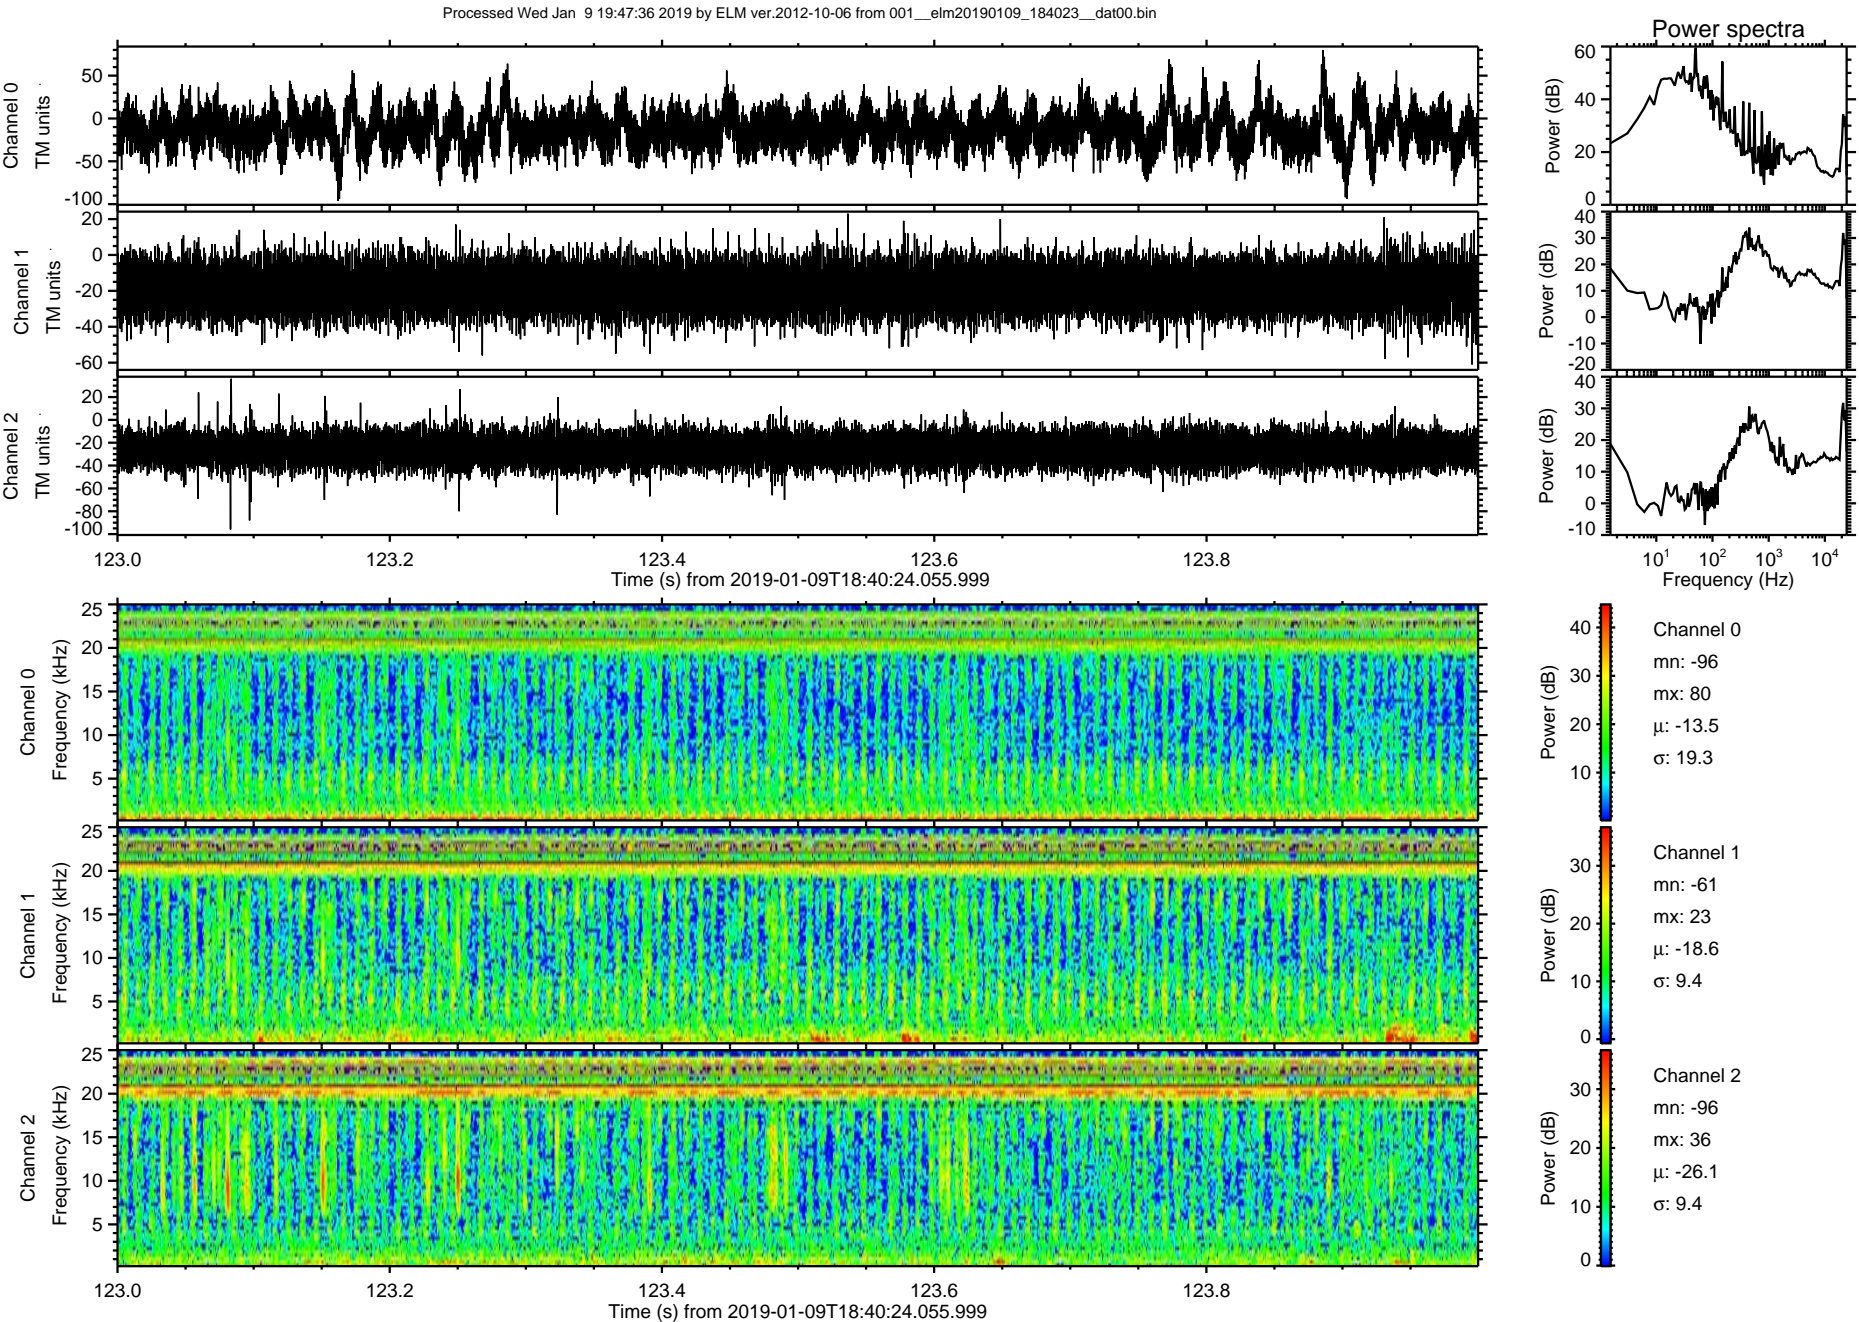 Processed Wed Jan  9 19:47:36 2019 by ELM ver.2012-10-06 from 001__elm20190109_184023__dat00.bin
Power spectra
Channel 0
TM units
50
0
-50
-100
Power (dB)
60
40
20
0
Channel 1
TM units
20
0
-20
-40
-60
Power (dB)
40
30
20
10
0
-10
-20
Channel 2
TM units
20
0
-20
-40
-60
-80
-100
Power (dB)
40
30
20
10
0
-10
123.0 123.2 123.4 123.6 123.8
Time (s) from 2019-01-09T18:40:24.055.999
10¹ 10² 10³ 10⁴
Frequency (Hz)
Channel 0
Frequency (kHz)
25
20
15
10
5
Power (dB)
40
30
20
10
Channel 0
mn: -96
mx: 80
µ: -13.5
σ: 19.3
Channel 1
Frequency (kHz)
25
20
15
10
5
Power (dB)
30
20
10
0
Channel 1
mn: -61
mx: 23
µ: -18.6
σ: 9.4
Channel 2
Frequency (kHz)
25
20
15
10
5
Power (dB)
30
20
10
0
Channel 2
mn: -96
mx: 36
µ: -26.1
σ: 9.4
123.0 123.2 123.4 123.6 123.8
Time (s) from 2019-01-09T18:40:24.055.999